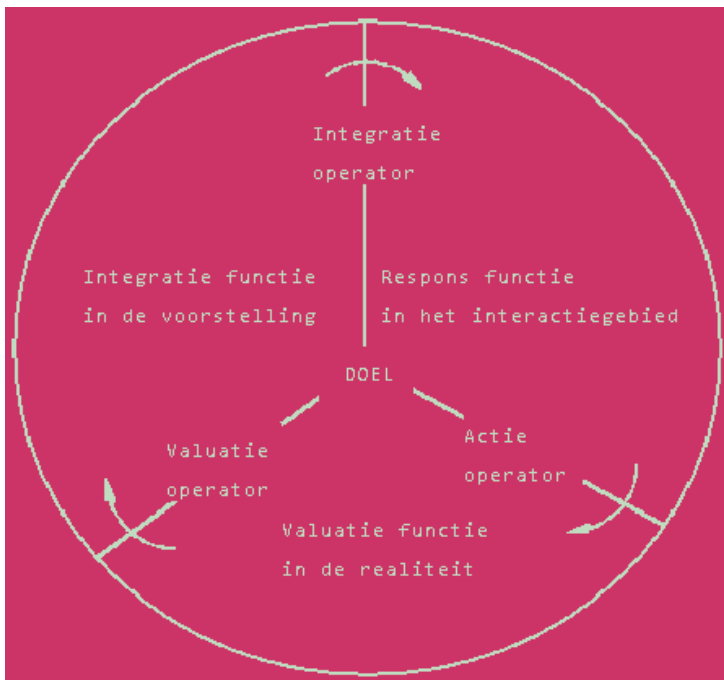 Integratie
operator
Integratie functie
in de voorstelling
Respons functie
in het interactiegebied
DOEL
Valuatie
operator
Actie
operator
Valuatie functie
in de realiteit